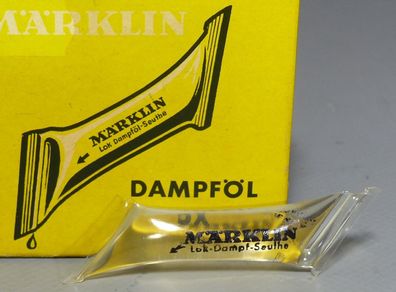 MÄRKLIN
MÄRKLIN
Lok Dampföl-Seuthe
DAMPFÖL
MÄRKLIN
Lok-Dampf-Seuthe